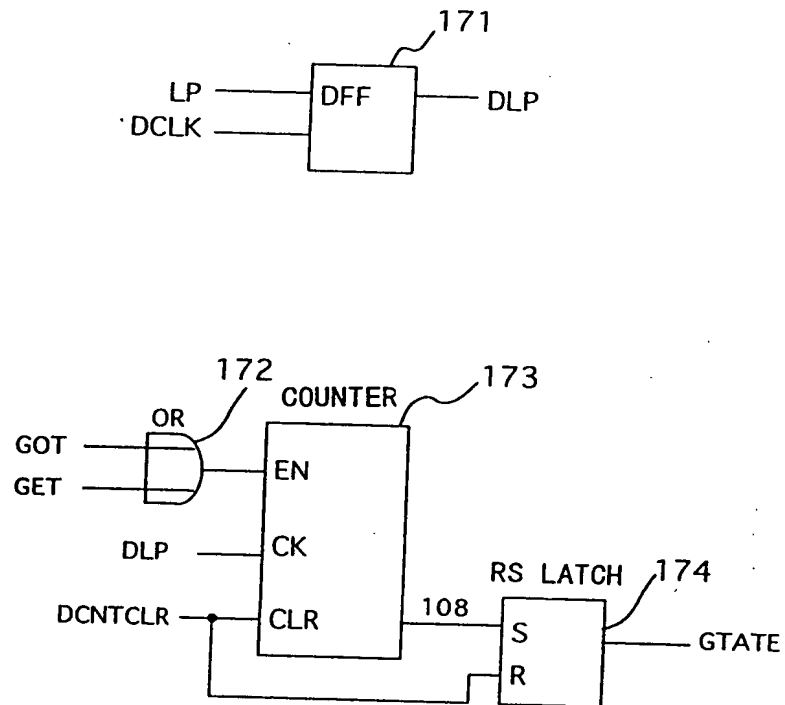 171
LP
DFF
DLP
DCLK
172
COUNTER
173
OR
GOT
EN
GET
DLP
CK
RS LATCH
174
DCNTCLR
CLR
108
S
GTATE
R